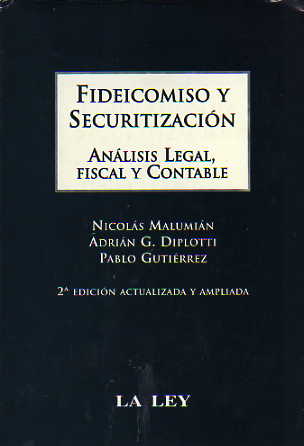 FIDEICOMISO Y
SECURITIZACIÓN
ANÁLISIS LEGAL,
FISCAL Y CONTABLE
NICOLÁS MALUMIÁN
ADRIÁN G. DIPLOTTI
PABLO GUTIÉRREZ
2ª EDICIÓN ACTUALIZADA Y AMPLIADA
LA LEY